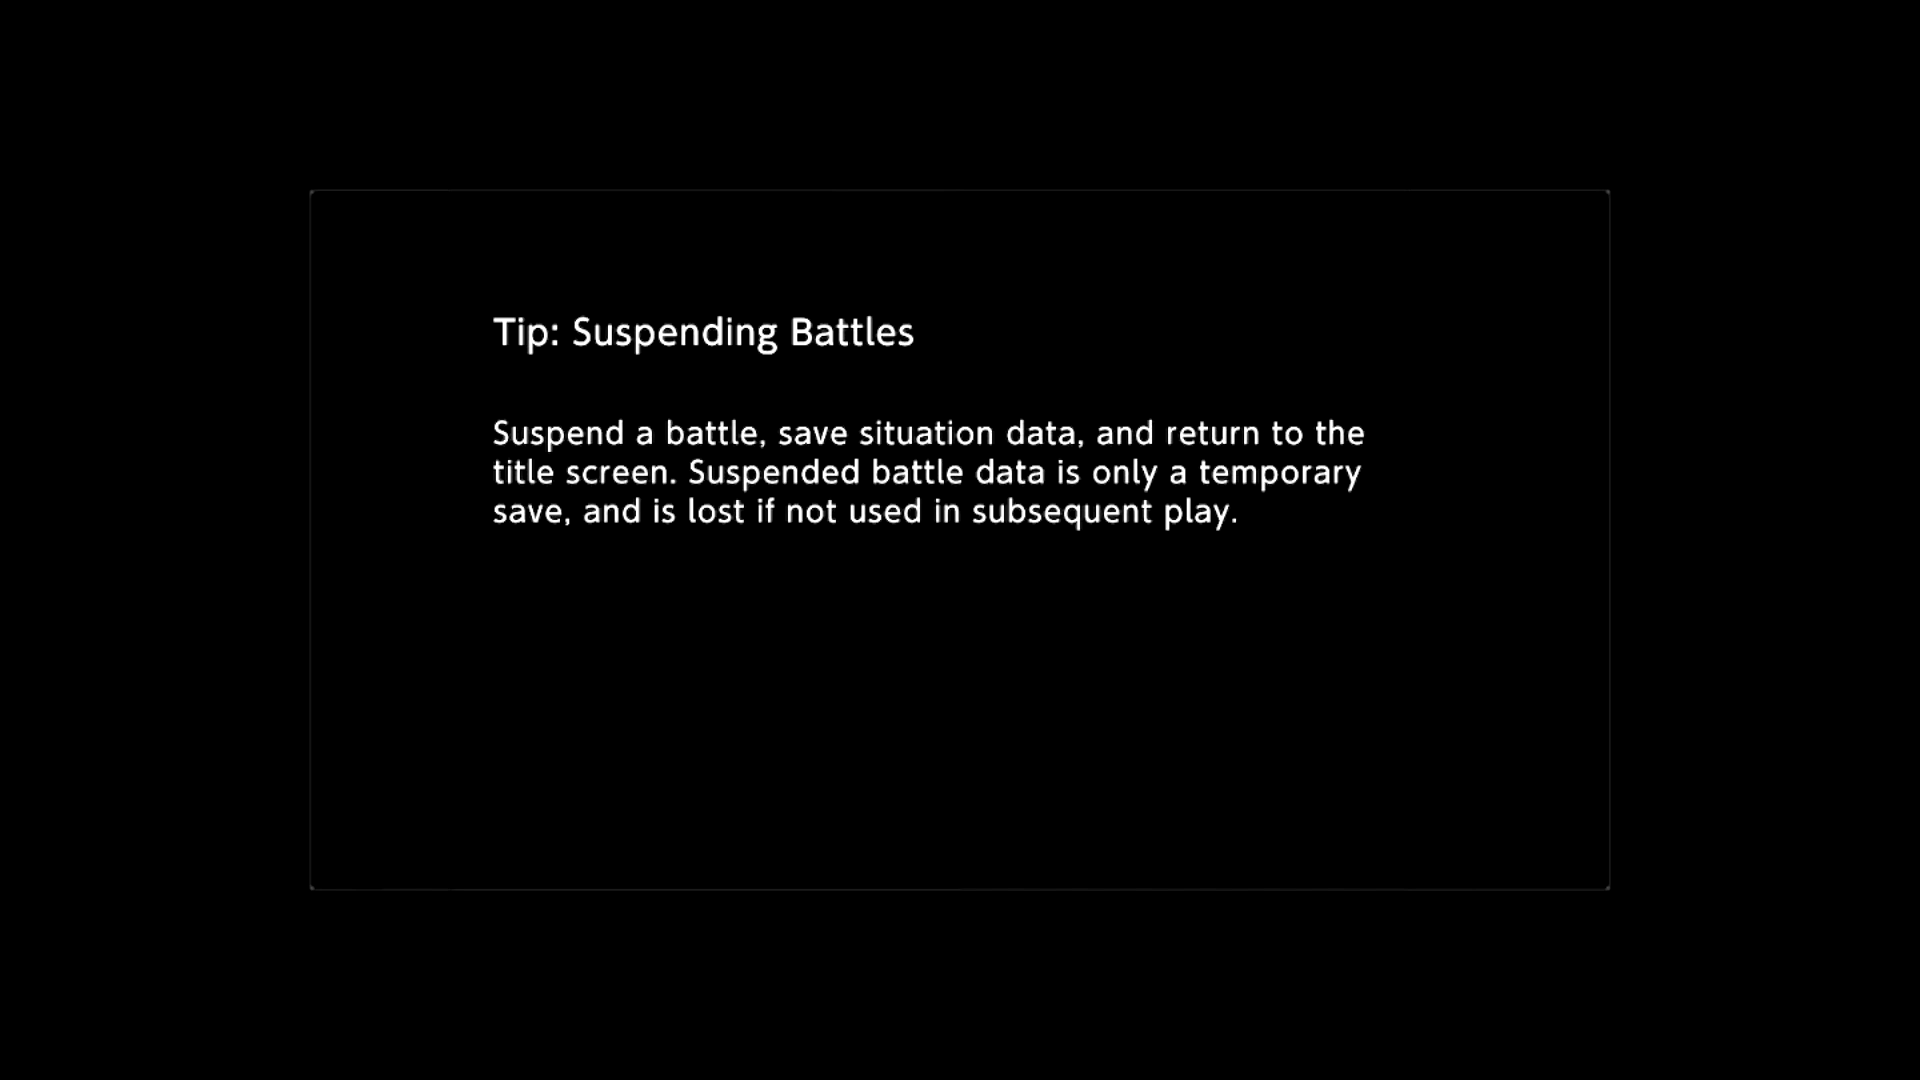 Tip: Suspending Battles
Suspend a battle, save situation data, and return to the
title screen. Suspended battle data is only a temporary
save, and is lost if not used in subsequent play.